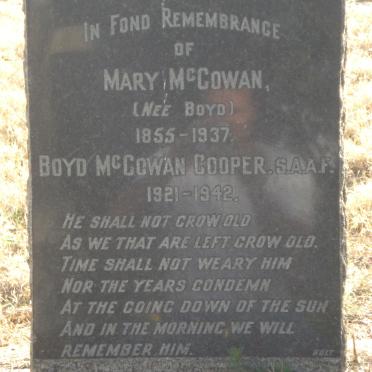 IN FOND REMEMBRANCE
OF
MARY McCOWAN,
(NEE BOYD)
1855-1937.
BOYD McCOWAN COOPER. S.A.A.F.
1921-1942.
HE SHALL NOT GROW OLD
AS WE THAT ARE LEFT GROW OLD,
TIME SHALL NOT WEARY HIM
NOR THE YEARS CONDEMN
AT THE GOING DOWN OF THE SUN
AND IN THE MORNING, WE WILL
REMEMBER HIM.